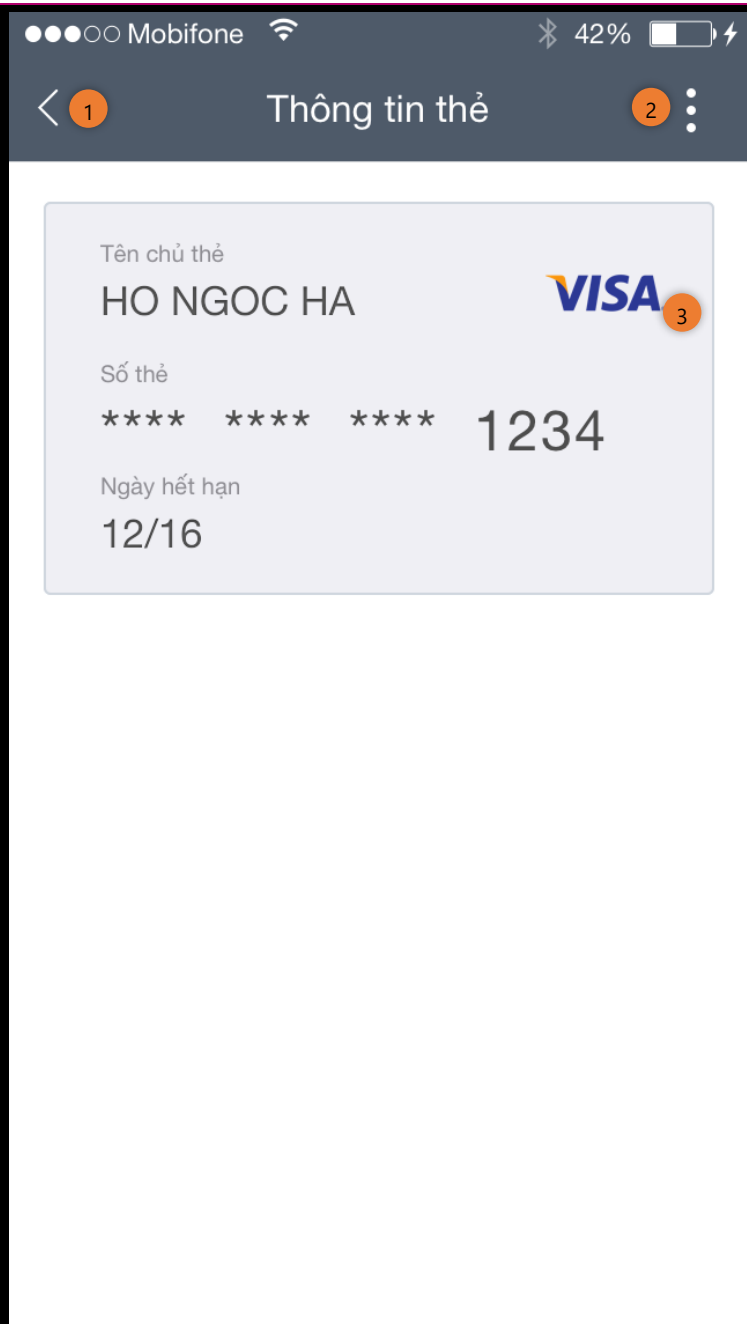 Mobifone 42%
1 Thông tin thẻ 2
Tên chủ thẻ
HO NGOC HA
VISA 3
Số thẻ
**** **** **** 1234
Ngày hết hạn
12/16